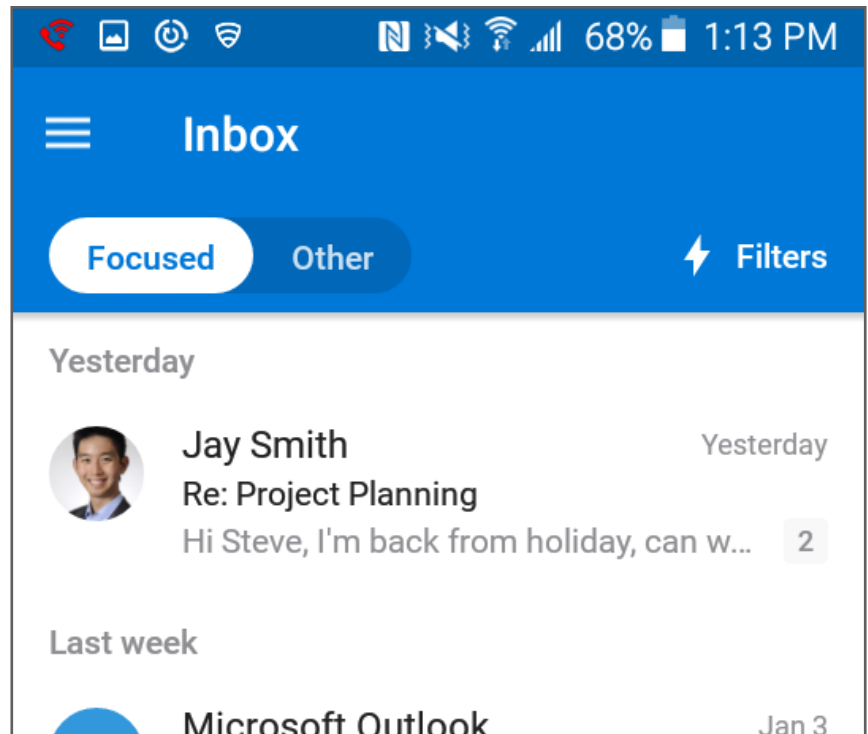 68% 1:13 PM
Inbox
Focused Other Filters
Yesterday
Jay Smith Yesterday
Re: Project Planning
Hi Steve, I'm back from holiday, can w... 2
Last week
Microsoft Outlook Jan 3